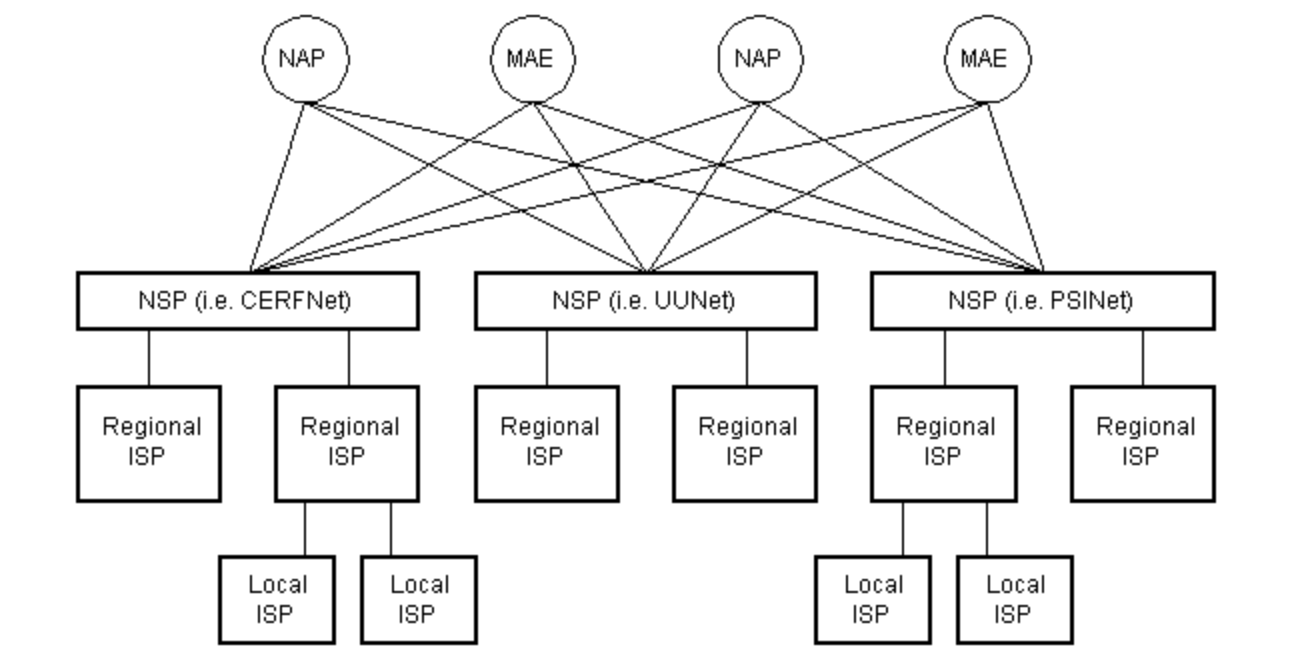 NAP
MAE
NAP
MAE
NSP (i.e. CERFNet)
NSP (i.e. UUNet)
NSP (i.e. PSINet)
Regional
ISP
Regional
ISP
Regional
ISP
Regional
ISP
Regional
ISP
Regional
ISP
Local
ISP
Local
ISP
Local
ISP
Local
ISP